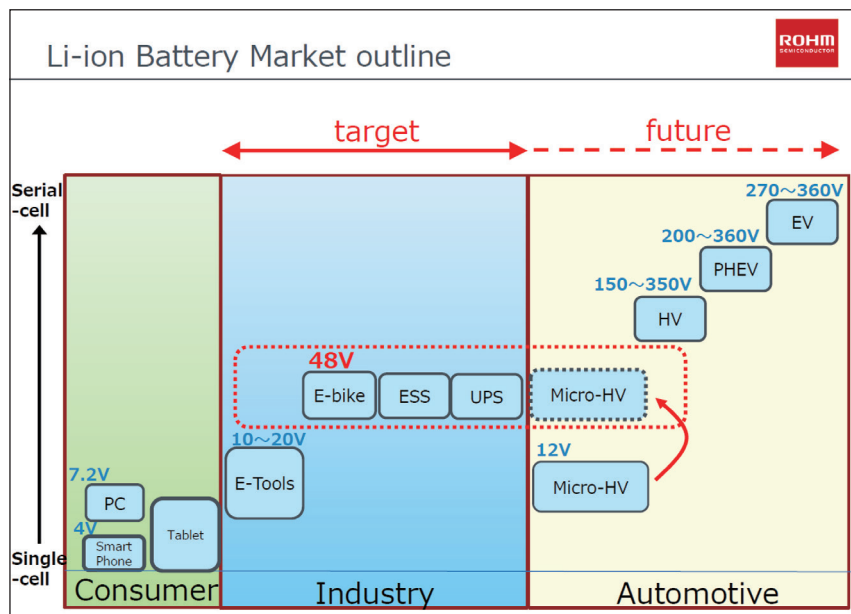 Li-ion Battery Market outline
ROHM
SEMICONDUCTOR
target
future
Serial
-cell
270～360V
EV
200～360V
PHEV
150～350V
HV
48V
E-bike
ESS
UPS
Micro-HV
10～20V
E-Tools
12V
Micro-HV
7.2V
PC
4V
Smart
Phone
Tablet
Single
-cell
Consumer
Industry
Automotive